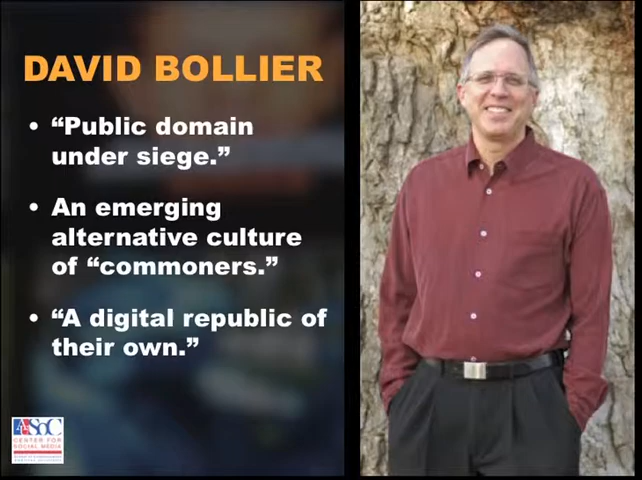 DAVID BOLLIER
• “Public domain
under siege.”
• An emerging
alternative culture
of “commoners.”
• “A digital republic of
their own.”
SOC
CENTER FOR
SOCIAL MEDIA